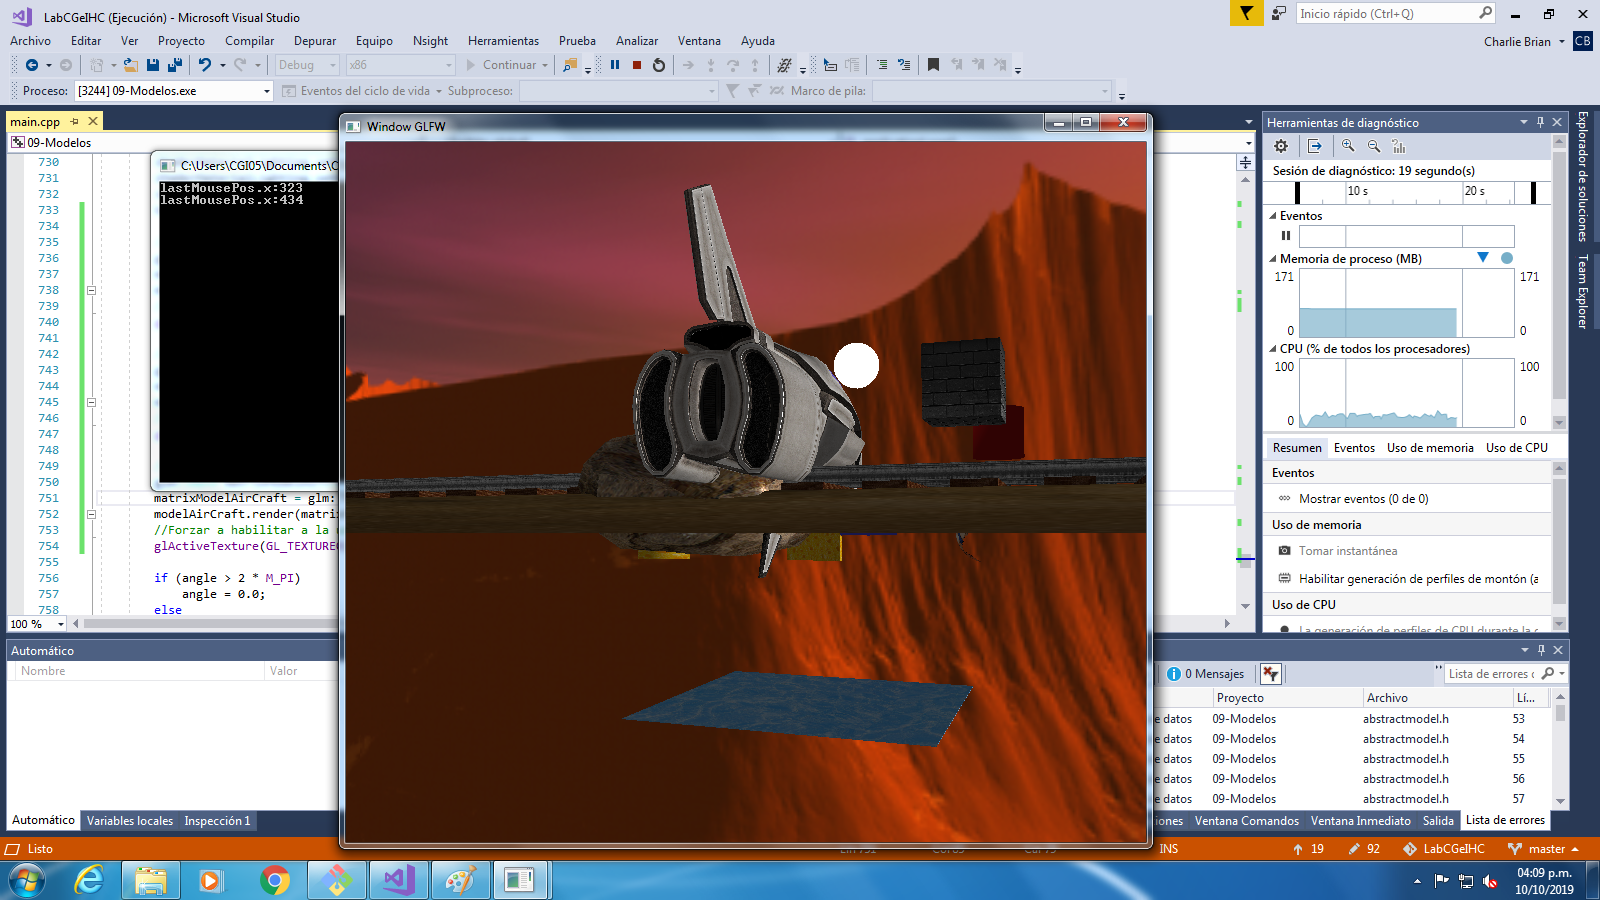 LabCGeIHC (Ejecución) - Microsoft Visual Studio
Inicio rápido (Ctrl+Q)
Archivo Editar Ver Proyecto Compilar Depurar Equipo Nsight Herramientas Prueba Analizar Ventana Ayuda
Charlie Brian CB
Debug x86 Continuar
Proceso: [3244] 09-Modelos.exe Eventos del ciclo de vida Subproceso: Marco de pila:
main.cpp
09-Modelos
Window GLFW
C:\Users\CGI05\Documents\C
lastMousePos.x:323
lastMousePos.x:434
730
731
732
733
734
735
736
737
738
739
740
741
742
743
744
745
746
747
748
749
750
751 matrixModelAirCraft = glm:
752 modelAirCraft.render(matri
753 //Forzar a habilitar a la
754 glActiveTexture(GL_TEXTURE
755
756 if (angle > 2 * M_PI)
757 angle = 0.0;
758 else
100 %
Herramientas de diagnóstico
Sesión de diagnóstico: 19 segundo(s)
10 s 20 s
Eventos
Memoria de proceso (MB)
171 171
0 0
CPU (% de todos los procesadores)
100 100
0 0
Resumen Eventos Uso de memoria Uso de CPU
Eventos
Mostrar eventos (0 de 0)
Uso de memoria
Tomar instantánea
Habilitar generación de perfiles de montón (a
Uso de CPU
La generación de perfiles de CPU durante la
Explorador de soluciones
Team Explorer
Automático
Nombre Valor
Automático Variables locales Inspección 1
0 Mensajes
Lista de errores
Proyecto Archivo Lí...
e datos 09-Modelos abstractmodel.h 53
e datos 09-Modelos abstractmodel.h 54
e datos 09-Modelos abstractmodel.h 55
e datos 09-Modelos abstractmodel.h 56
e datos 09-Modelos abstractmodel.h 57
iones Ventana Comandos Ventana Inmediato Salida Lista de errores
Listo
INS
19 92 LabCGeIHC master
04:09 p.m.
10/10/2019